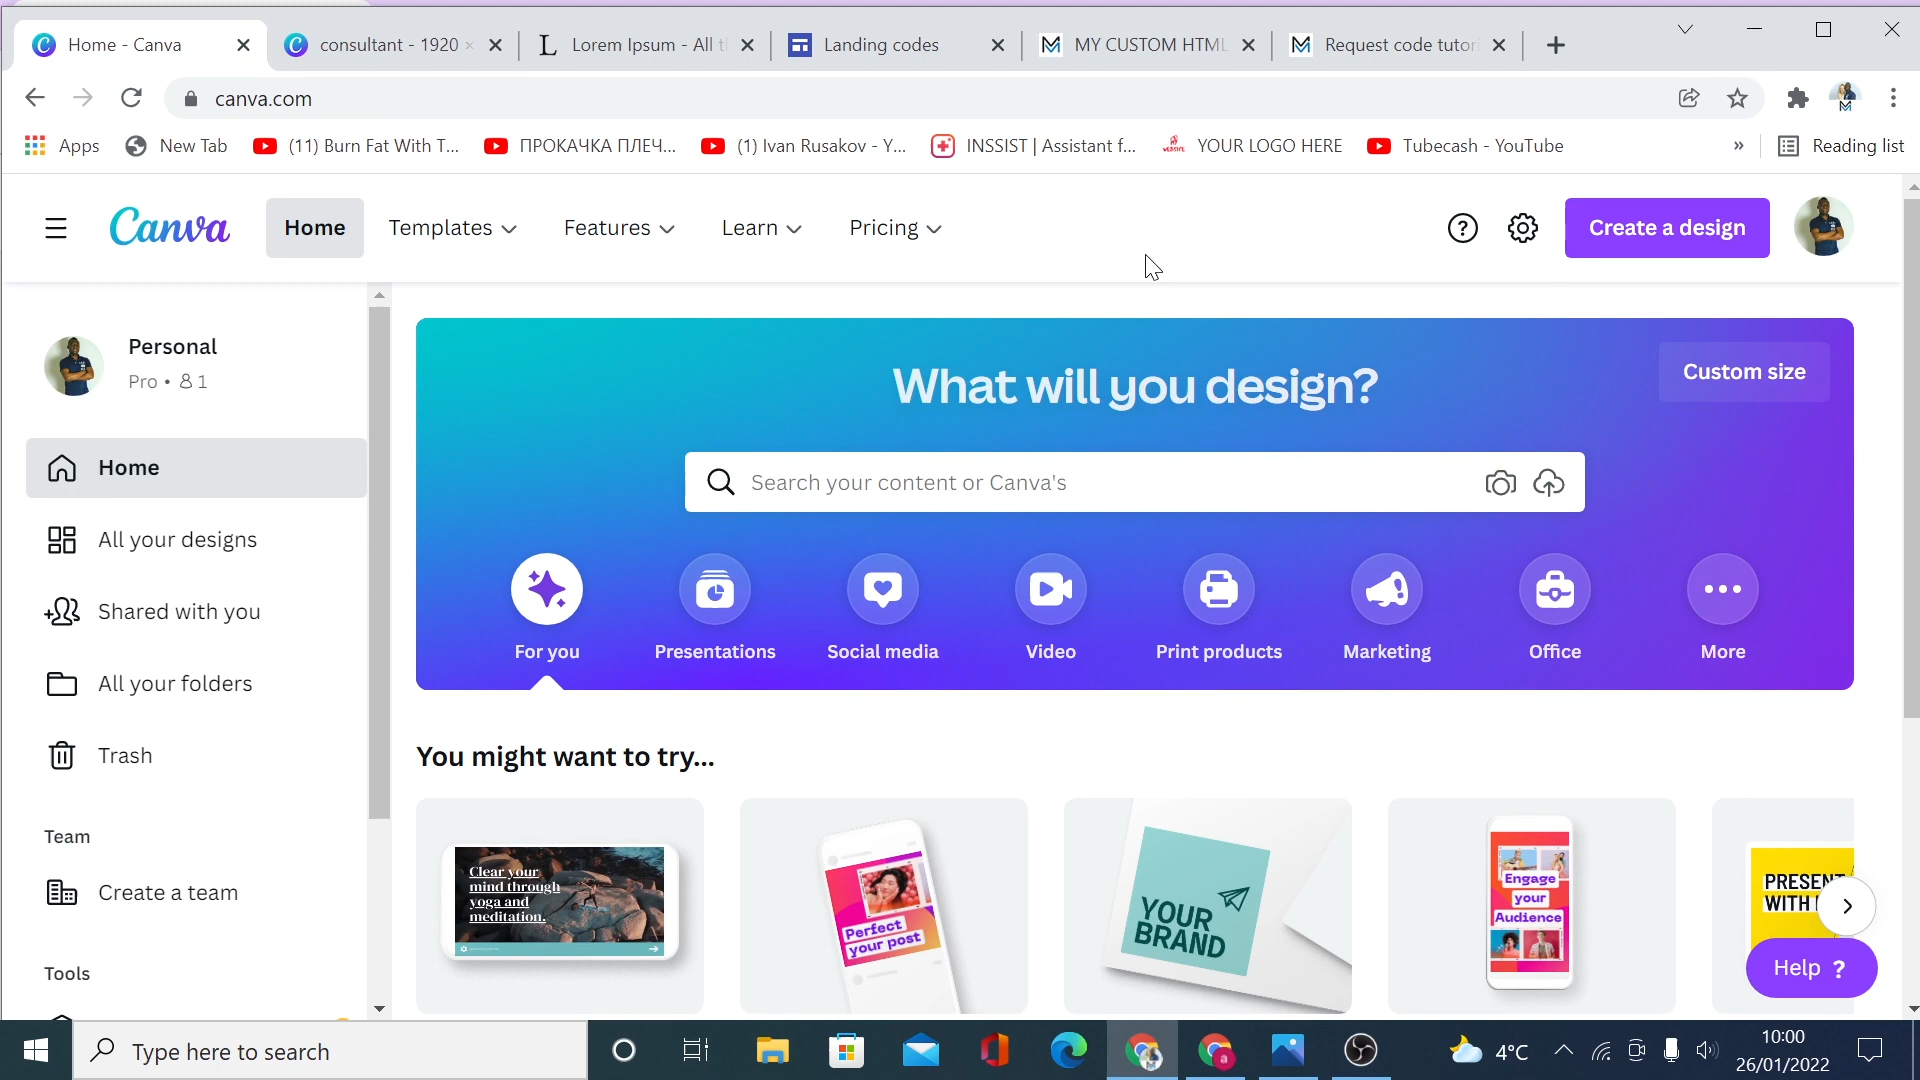 Home - Canva
consultant - 1920 ×
Lorem Ipsum - All t
Landing codes
MY CUSTOM HTML
Request code tutori
canva.com
Apps
New Tab
(11) Burn Fat With T...
ПРОКАЧКА ПЛЕЧ...
(1) Ivan Rusakov - Y...
INSSIST | Assistant f...
YOUR LOGO HERE
Tubecash - YouTube
»
Reading list
Canva
Home
Templates
Features
Learn
Pricing
Create a design
Personal
Pro • 1
Home
All your designs
Shared with you
All your folders
Trash
Team
Create a team
Tools
What will you design?
Custom size
Search your content or Canva's
For you
Presentations
Social media
Video
Print products
Marketing
Office
More
You might want to try...
Clear your
mind through
yoga and
meditation.
Perfect
your post
YOUR
BRAND
Engage
your
Audience
PRESENT
WITH
Help ?
Type here to search
4°C
10:00
26/01/2022